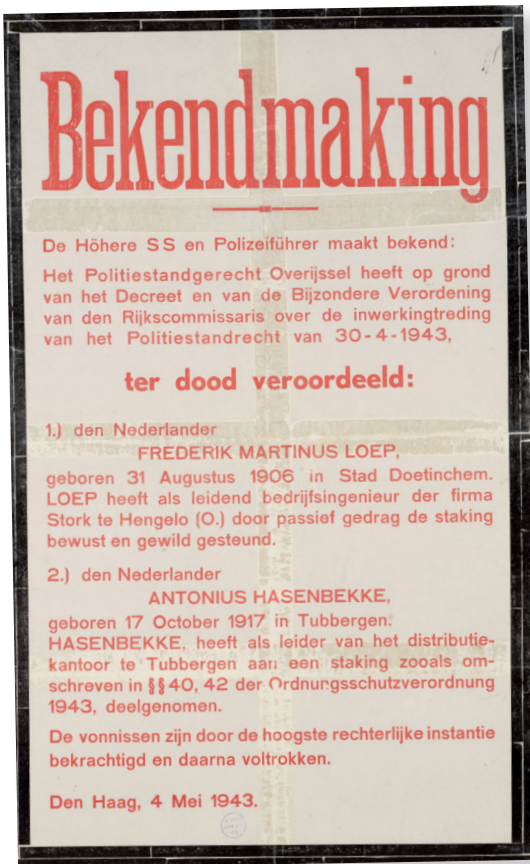 Bekendmaking
De Höhere SS en Polizeiführer maakt bekend:
Het Politiestandgerecht Overijssel heeft op grond
van het Decreet en van de Bijzondere Verordening
van den Rijkscommissaris over de inwerkingtreding
van het Politiestandrecht van 30-4-1943,
ter dood veroordeeld:
1.) den Nederlander
FREDERIK MARTINUS LOEP,
geboren 31 Augustus 1906 in Stad Doetinchem.
LOEP heeft als leidend bedrijfsingenieur der firma
Stork te Hengelo (O.) door passief gedrag de staking
bewust en gewild gesteund.
2.) den Nederlander
ANTONIUS HASENBEKKE,
geboren 17 October 1917 in Tubbergen.
HASENBEKKE, heeft als leider van het distributie-
kantoor te Tubbergen aan een staking zooals om-
schreven in §§ 40, 42 der Ordnungsschutzverordnung
1943, deelgenomen.
De vonnissen zijn door de hoogste rechterlijke instantie
bekrachtigd en daarna voltrokken.
Den Haag, 4 Mei 1943.